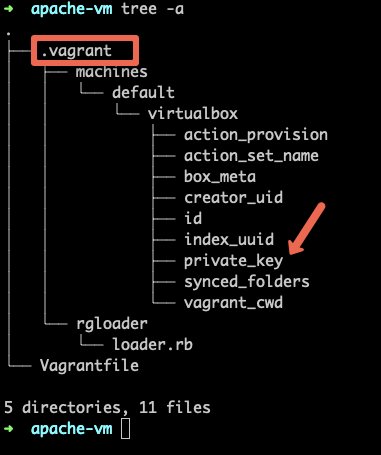 ➜ apache-vm tree -a
.
├── .vagrant
│   ├── machines
│   │   └── default
│   │       └── virtualbox
│   │           ├── action_provision
│   │           ├── action_set_name
│   │           ├── box_meta
│   │           ├── creator_uid
│   │           ├── id
│   │           ├── index_uuid
│   │           ├── private_key
│   │           ├── synced_folders
│   │           └── vagrant_cwd
│   └── rgloader
│       └── loader.rb
└── Vagrantfile
5 directories, 11 files
➜ apache-vm